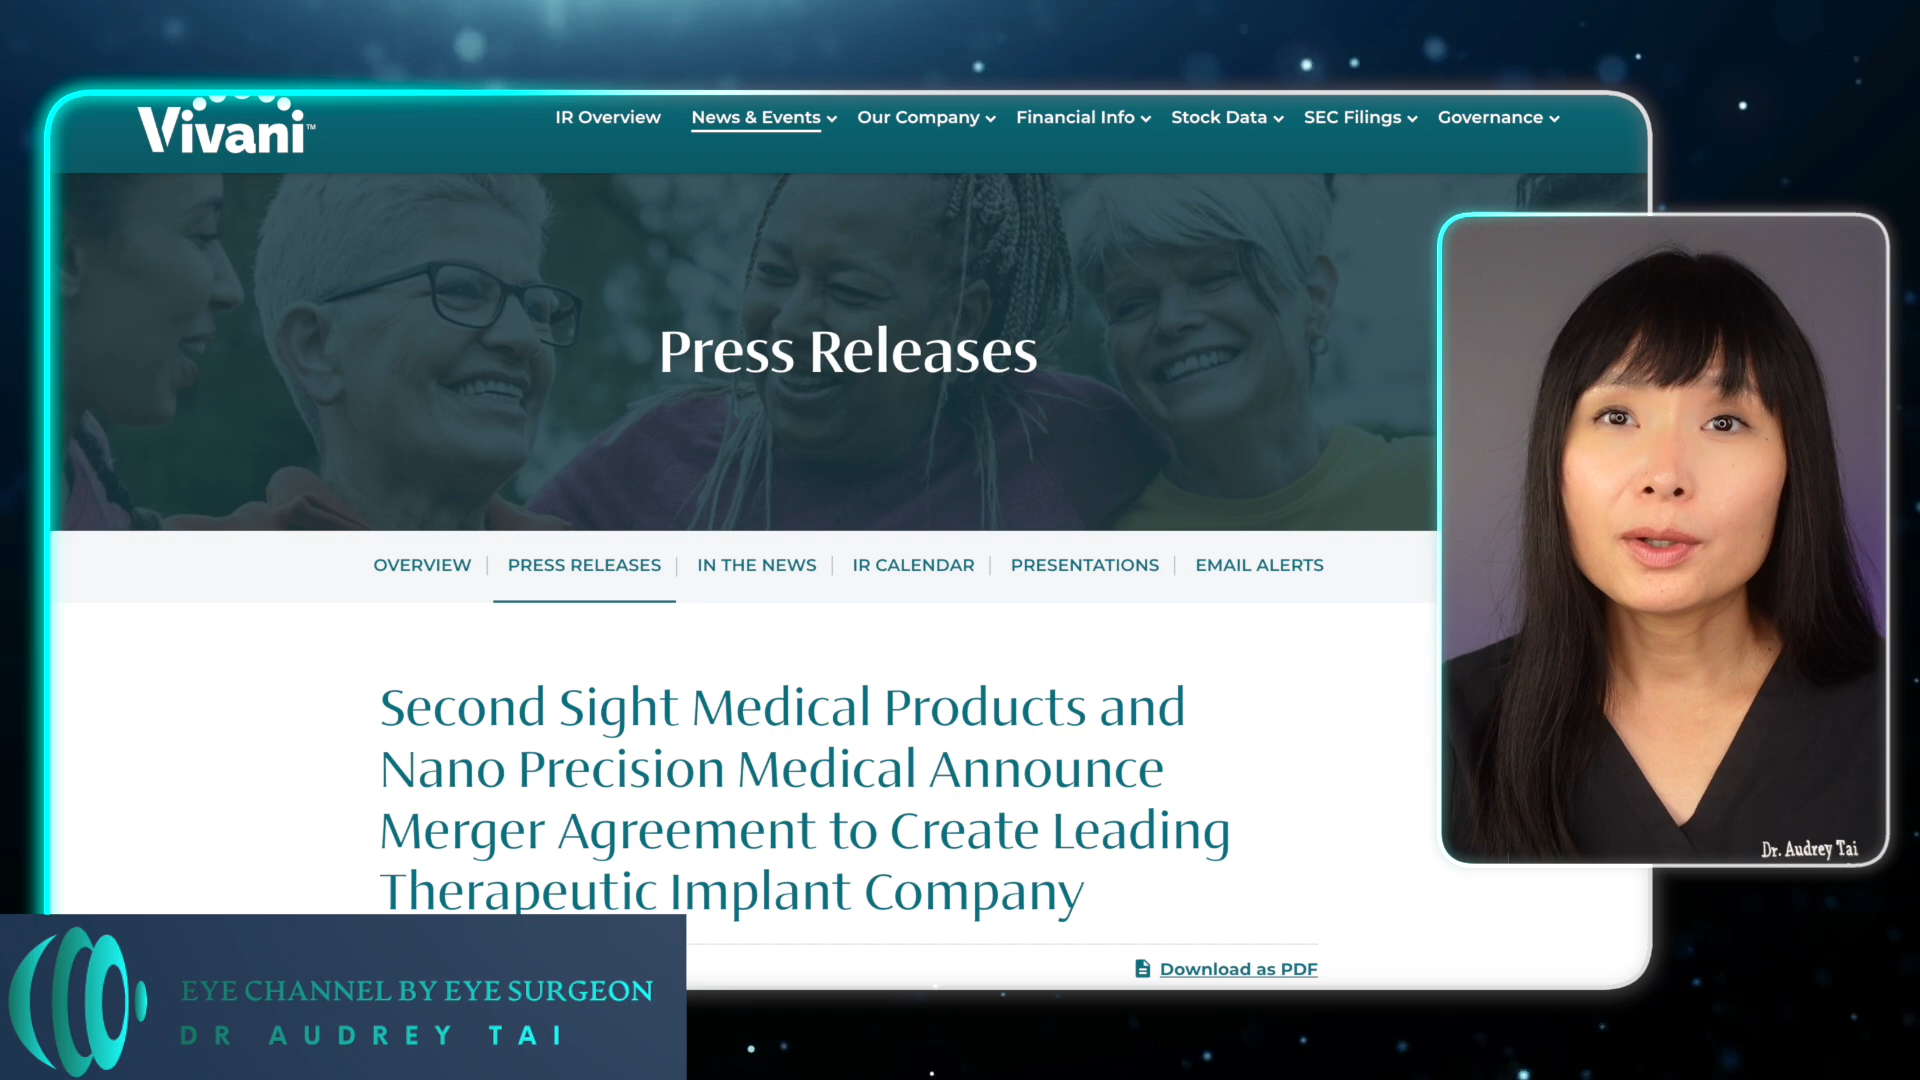 Vivani™
IR Overview
News & Events
Our Company
Financial Info
Stock Data
SEC Filings
Governance
Press Releases
OVERVIEW
PRESS RELEASES
IN THE NEWS
IR CALENDAR
PRESENTATIONS
EMAIL ALERTS
Second Sight Medical Products and
Nano Precision Medical Announce
Merger Agreement to Create Leading
Therapeutic Implant Company
Download as PDF
Dr. Audrey Tai
EYE CHANNEL BY EYE SURGEON
DR AUDREY TAI